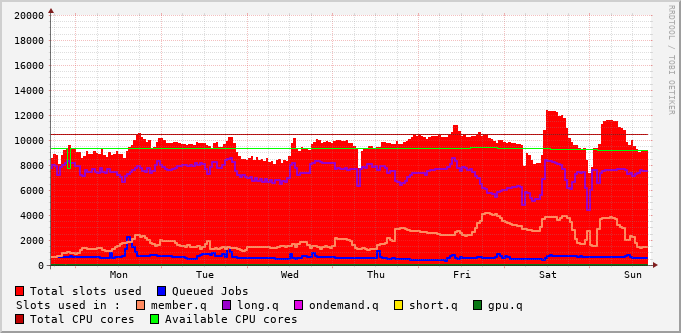 20000
18000
16000
14000
12000
10000
8000
6000
4000
2000
0
Mon Tue Wed Thu Fri Sat Sun
RRDTOOL / TOBI OETIKER
Total slots used Queued Jobs
Slots used in : member.q long.q ondemand.q short.q gpu.q
Total CPU cores Available CPU cores